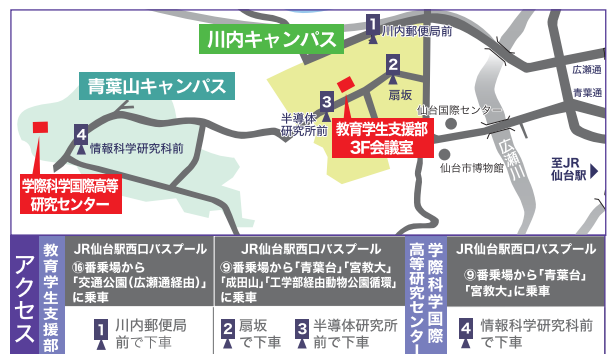 川内キャンパス
1
川内郵便局前
2
扇坂
広瀬通
青葉通
青葉山キャンパス
3
半導体
研究所前
仙台国際センター
教育学生支援部
3F会議室
4
情報科学研究科前
仙台市博物館
広瀬川
至JR
仙台駅
学際科学国際高等
研究センター
アクセス
教育学生支援部
JR仙台駅西口バスプール
⑯番乗場から
「交通公園(広瀬通経由)」
に乗車
1 川内郵便局
前で下車
JR仙台駅西口バスプール
⑨番乗場から「青葉台」「宮教大」
「成田山」「工学部経由動物公園循環」
に乗車
2 扇坂
で下車
3 半導体研究所
前で下車
学際科学国際
高等研究センター
JR仙台駅西口バスプール
⑨番乗場から「青葉台」
「宮教大」に乗車
4 情報科学研究科前
で下車